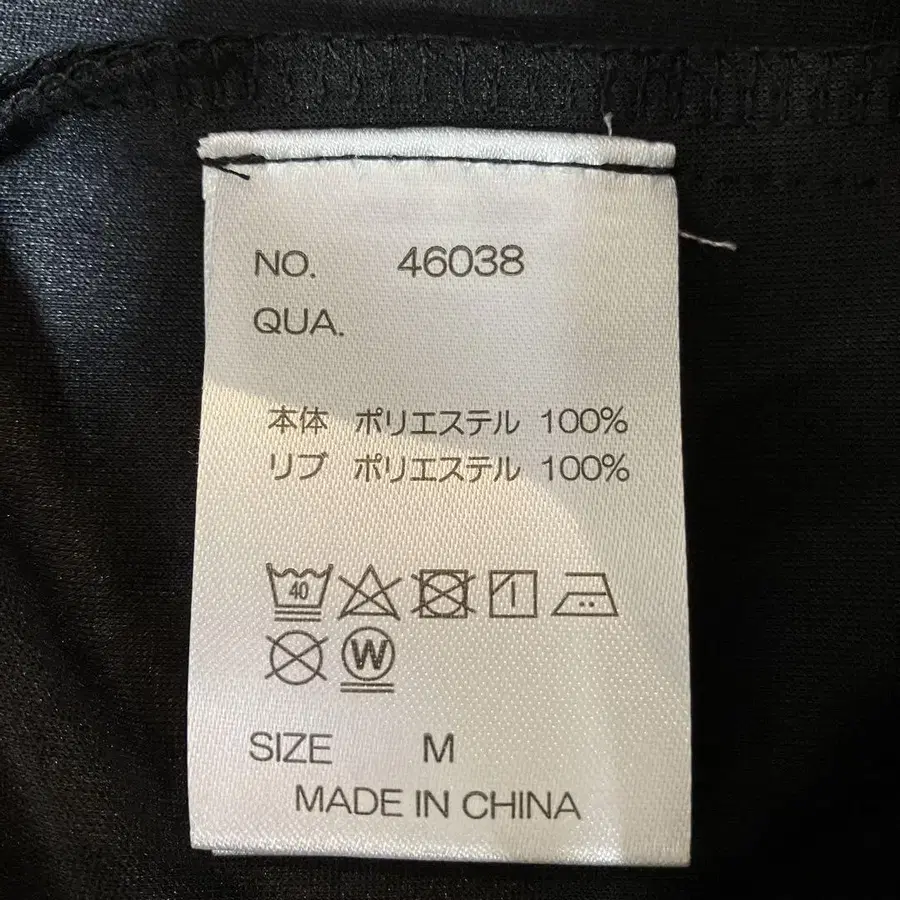 NO. 46038
QUA.
本体 ポリエステル 100%
リブ ポリエステル 100%
40
W
SIZE M
MADE IN CHINA